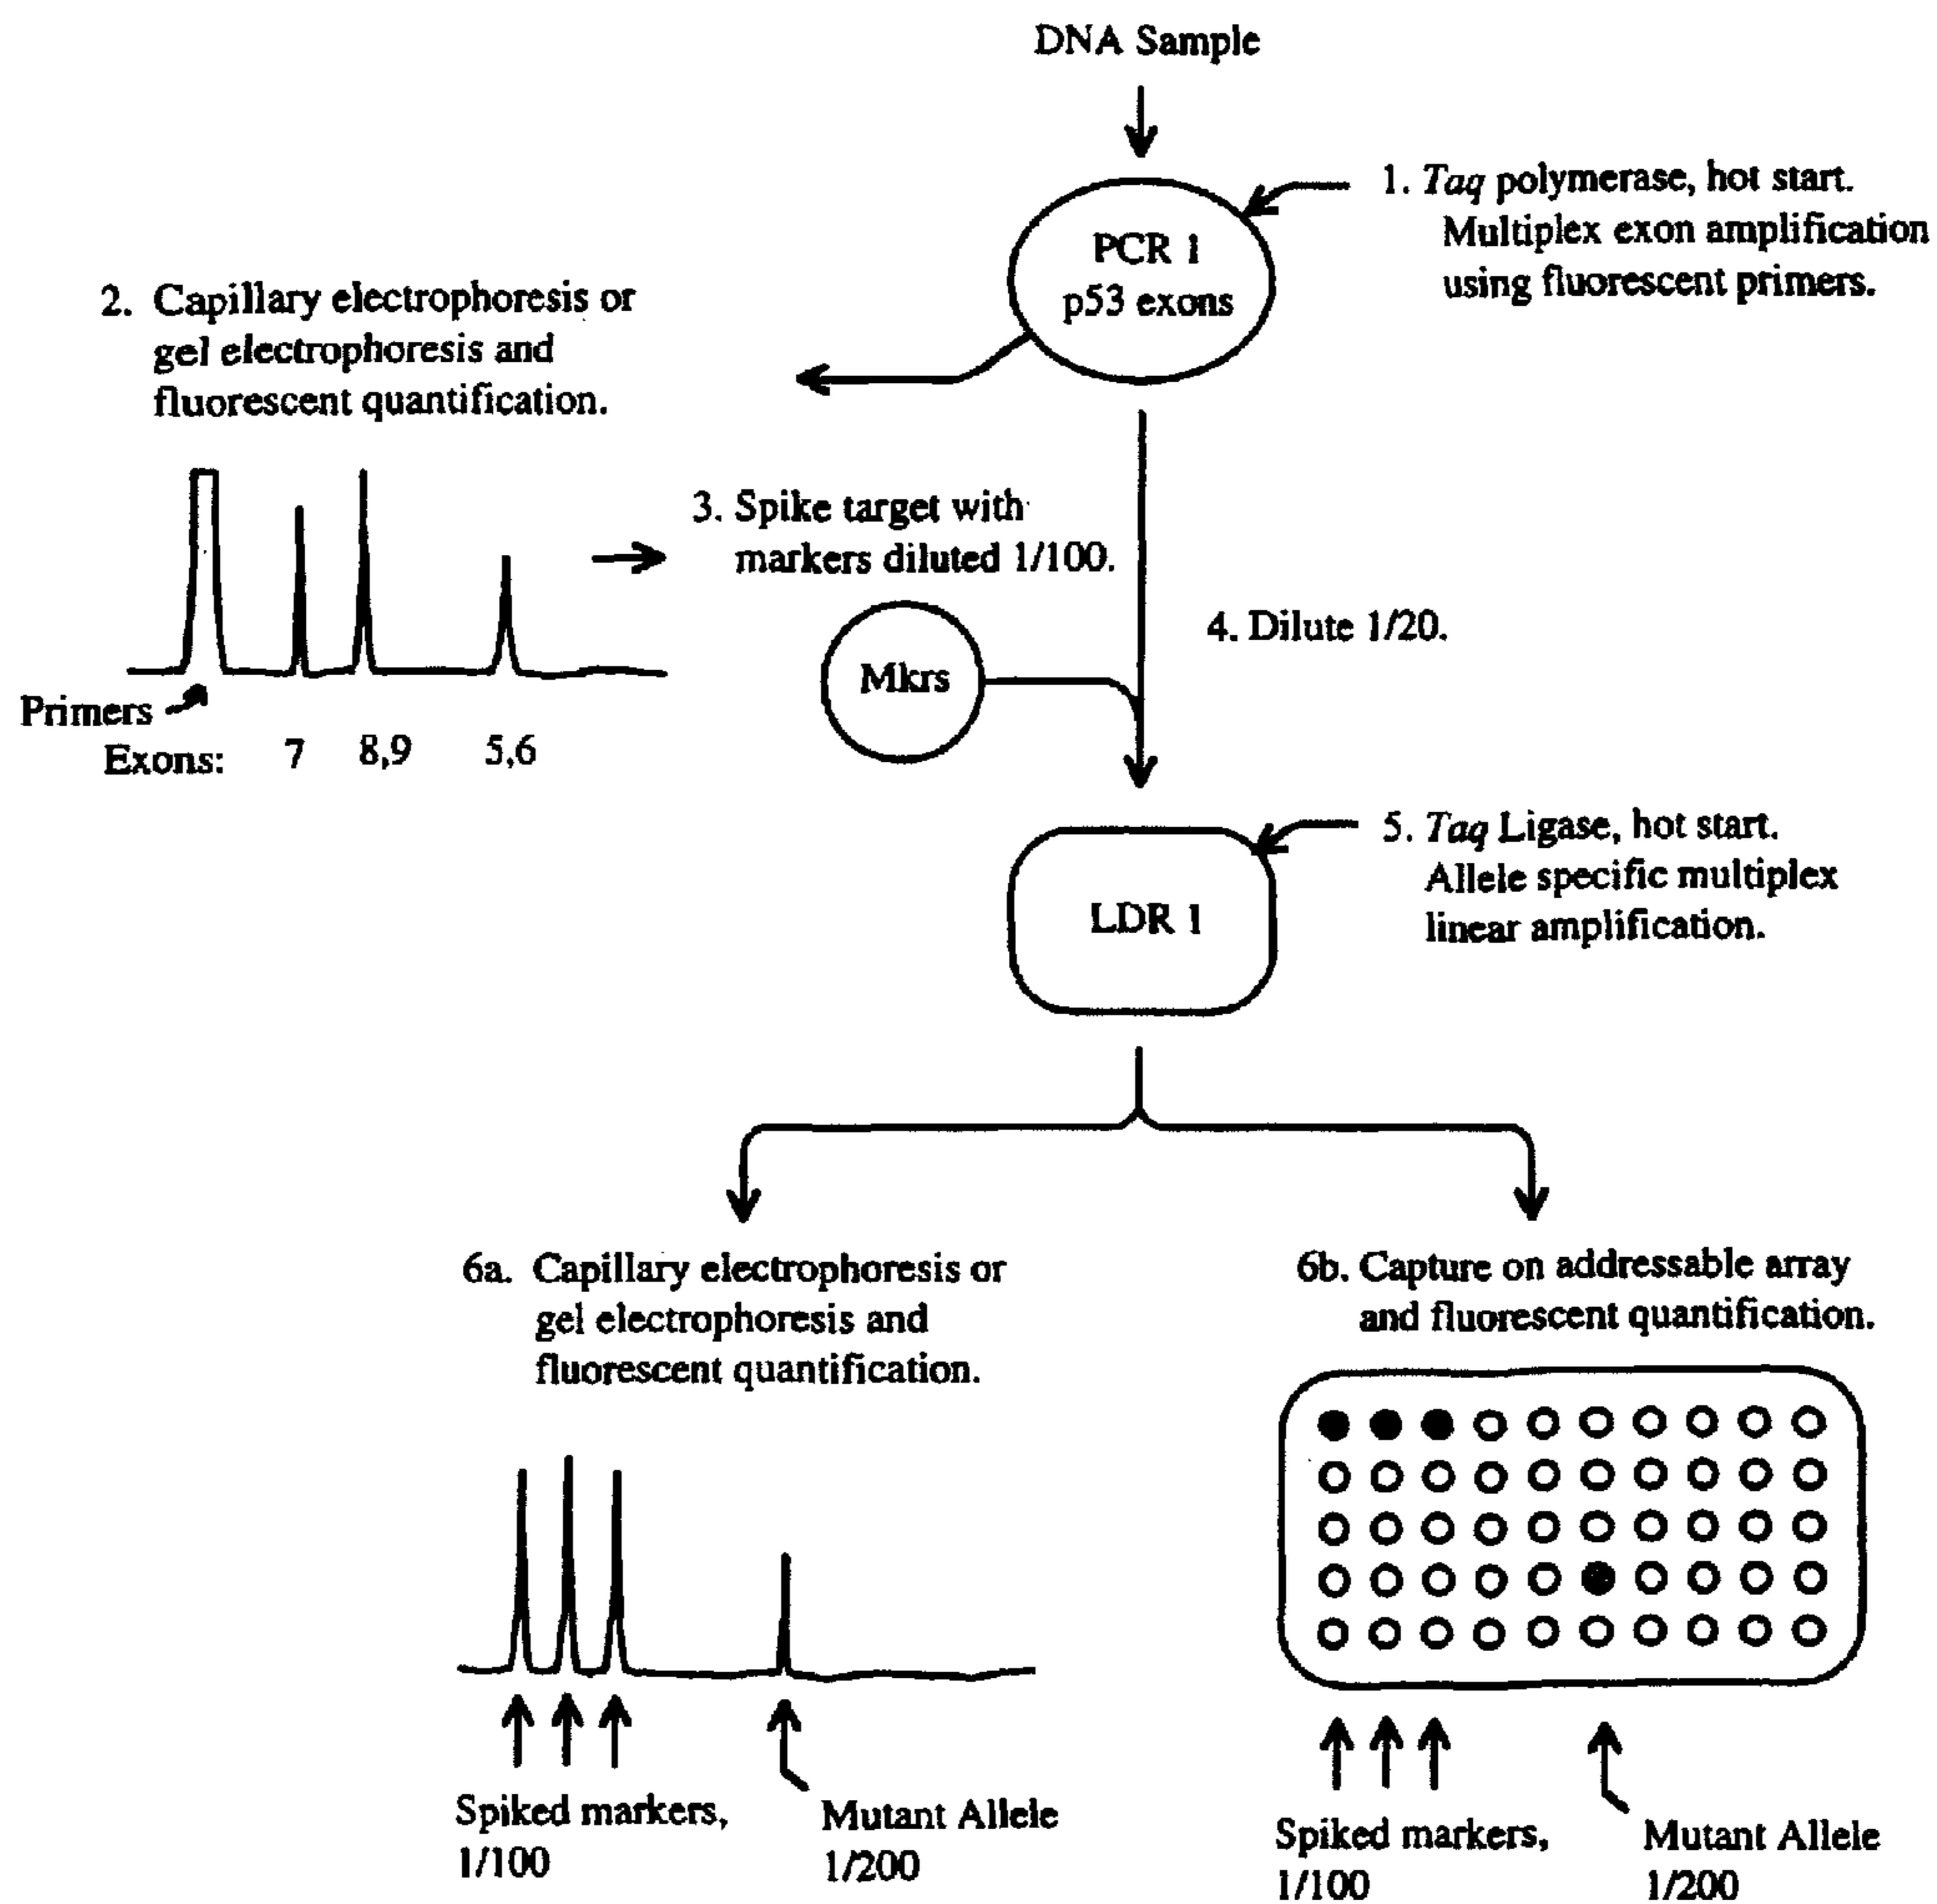 DNA Sample
1. Taq polymerase, hot start.
Multiplex exon amplification
using fluorescent primers.
PCR 1
p53 exons
2. Capillary electrophoresis or
gel electrophoresis and
fluorescent quantification.
3. Spike target with
markers diluted 1/100.
4. Dilute 1/20.
Mkrs
Primers
Exons: 7 8,9 5,6
5. Taq Ligase, hot start.
Allele specific multiplex
linear amplification.
LDR 1
6a. Capillary electrophoresis or
gel electrophoresis and
fluorescent quantification.
6b. Capture on addressable array
and fluorescent quantification.
Spiked markers,
1/100
Mutant Allele
1/200
Spiked markers,
1/100
Mutant Allele
1/200